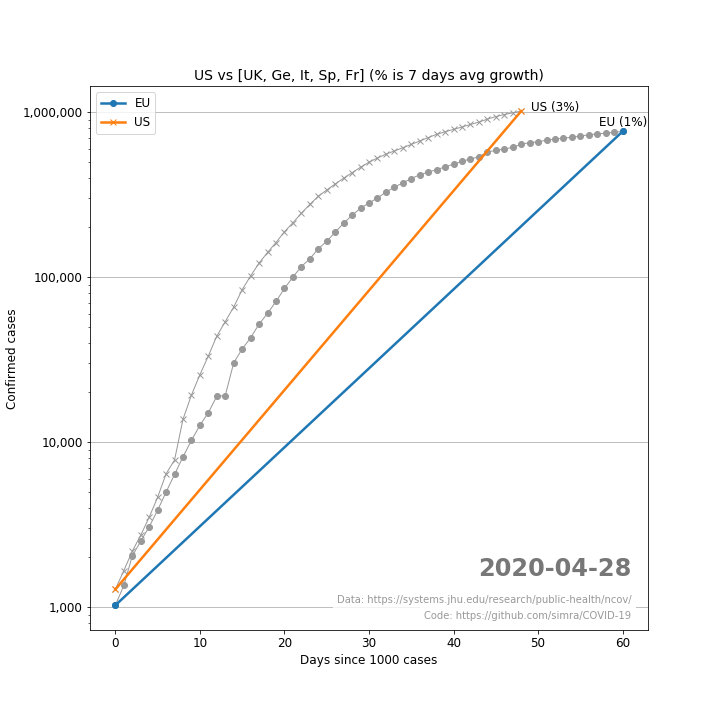 US vs [UK, Ge, It, Sp, Fr] (% is 7 days avg growth)
EU
US
US (3%)
EU (1%)
1,000,000
100,000
10,000
1,000
Confirmed cases
2020-04-28
Data: https://systems.jhu.edu/research/public-health/ncov/
Code: https://github.com/simra/COVID-19
0 10 20 30 40 50 60
Days since 1000 cases